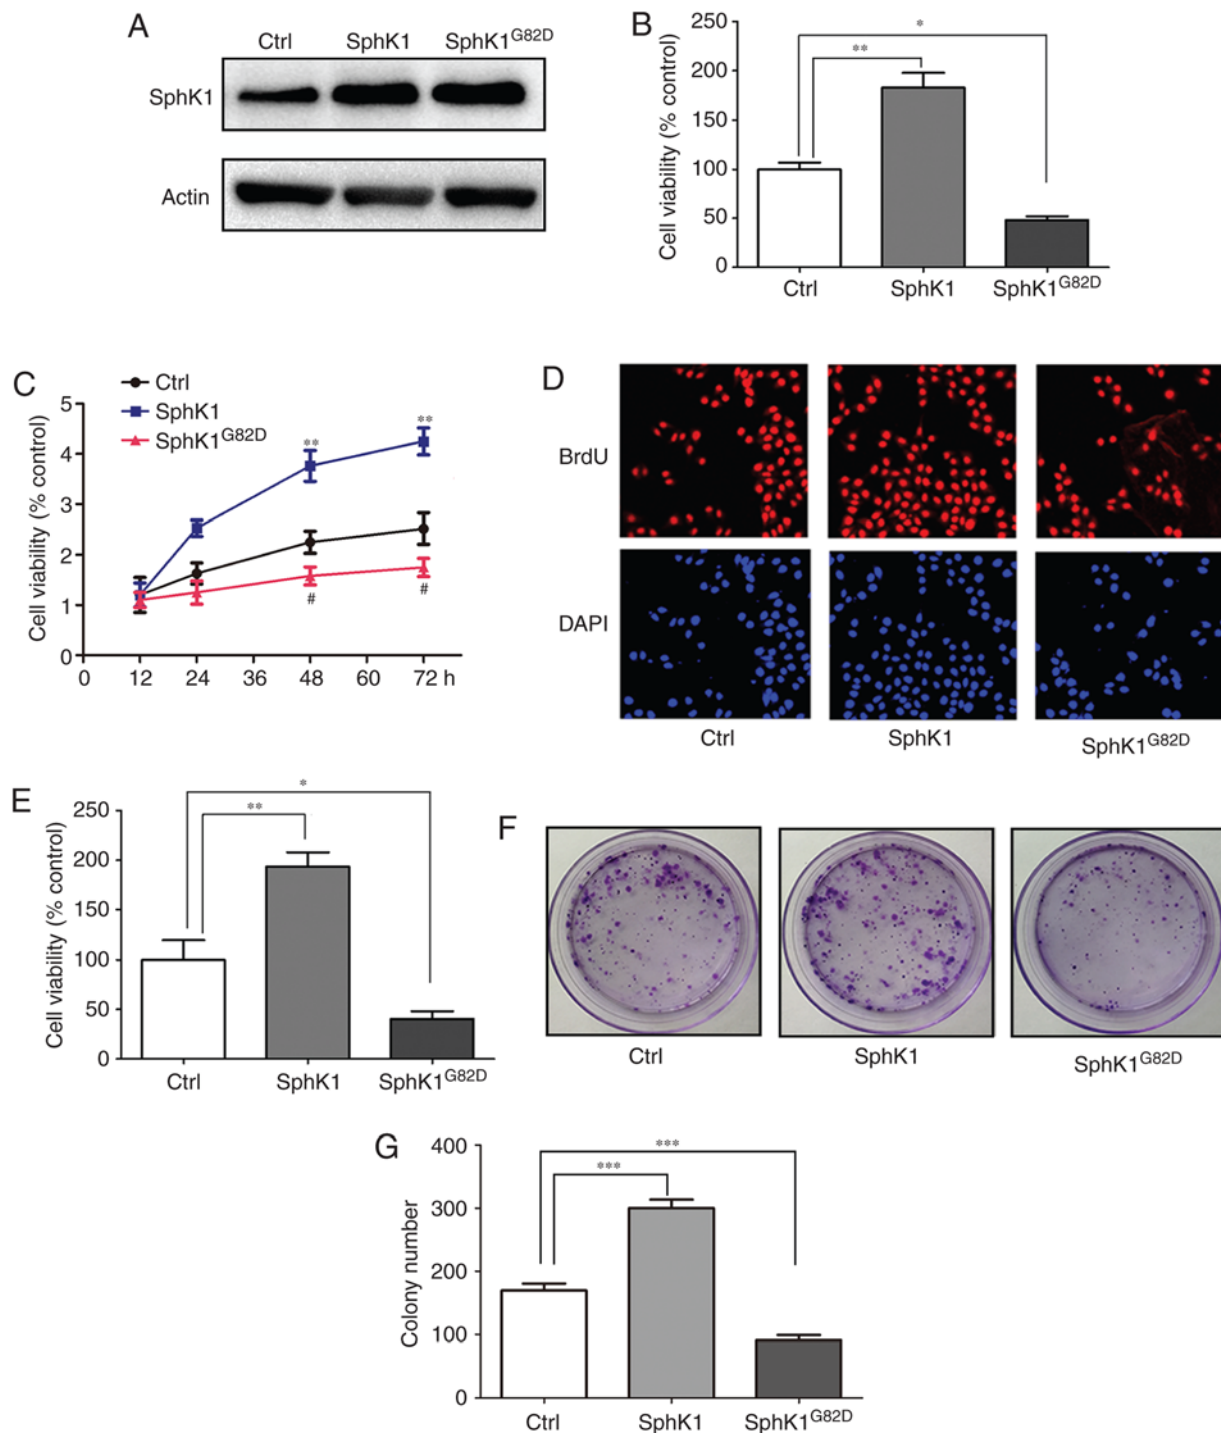 A
Ctrl SphK1 SphK1G82D
SphK1
Actin
B
Cell viability (% control)
250
200
150
100
50
0
*
**
Ctrl SphK1 SphK1G82D
C
Ctrl
SphK1
SphK1G82D
Cell viability (% control)
5
4
3
2
1
0
** **
# #
0 12 24 36 48 60 72 h
D
BrdU
DAPI
Ctrl SphK1 SphK1G82D
E
Cell viability (% control)
250
200
150
100
50
0
*
**
Ctrl SphK1 SphK1G82D
F
Ctrl SphK1 SphK1G82D
G
Colony number
400
300
200
100
0
***
***
Ctrl SphK1 SphK1G82D